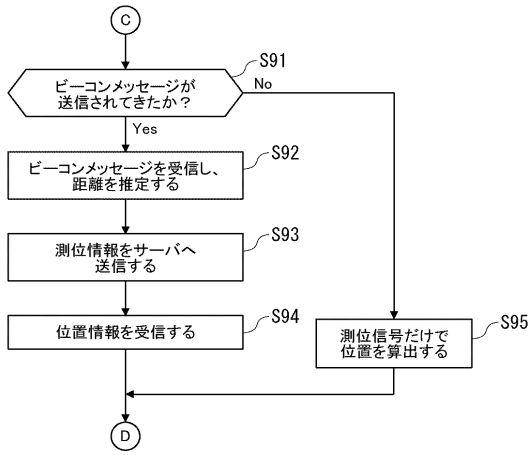 C
S91
ビーコンメッセージが
送信されてきたか？
No
Yes
S92
ビーコンメッセージを受信し、
距離を推定する
S93
測位情報をサーバへ
送信する
S94
位置情報を受信する
S95
測位信号だけで
位置を算出する
D